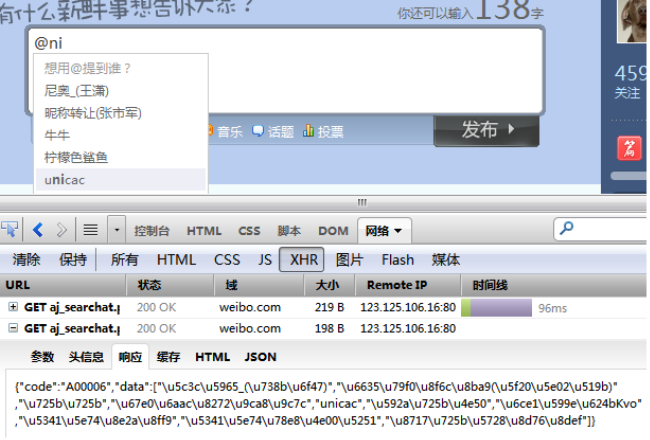 有什么新鲜事想告诉大家？
你还可以输入138字
@ni
想用@提到谁？
尼奥_(王潇)
昵称转让(张市军)
牛牛
柠檬色鲨鱼
unicac
音乐 话题 投票
发布
459
关注
控制台 HTML CSS 脚本 DOM 网络
清除 保持 所有 HTML CSS JS XHR 图片 Flash 媒体
URL 状态 域 大小 Remote IP 时间线
GET aj_searchat.p 200 OK weibo.com 219 B 123.125.106.16:80 96ms
GET aj_searchat.p 200 OK weibo.com 198 B 123.125.106.16:80
参数 头信息 响应 缓存 HTML JSON
{"code":"A00006","data":["\u5c3c\u5965_(\u738b\u6f47)","\u6635\u79f0\u8f6c\u8ba9(\u5f20\u5e02\u519b)"
,"\u725b\u725b","\u67e0\u6aac\u8272\u9ca8\u9c7c","unicac","\u592a\u725b\u4e50","\u6ce1\u599e\u624bKvo"
,"\u5341\u5e74\u8e2a\u8ff9","\u5341\u5e74\u78e8\u4e00\u5251","\u8717\u725b\u5728\u8d76\u8def"]}